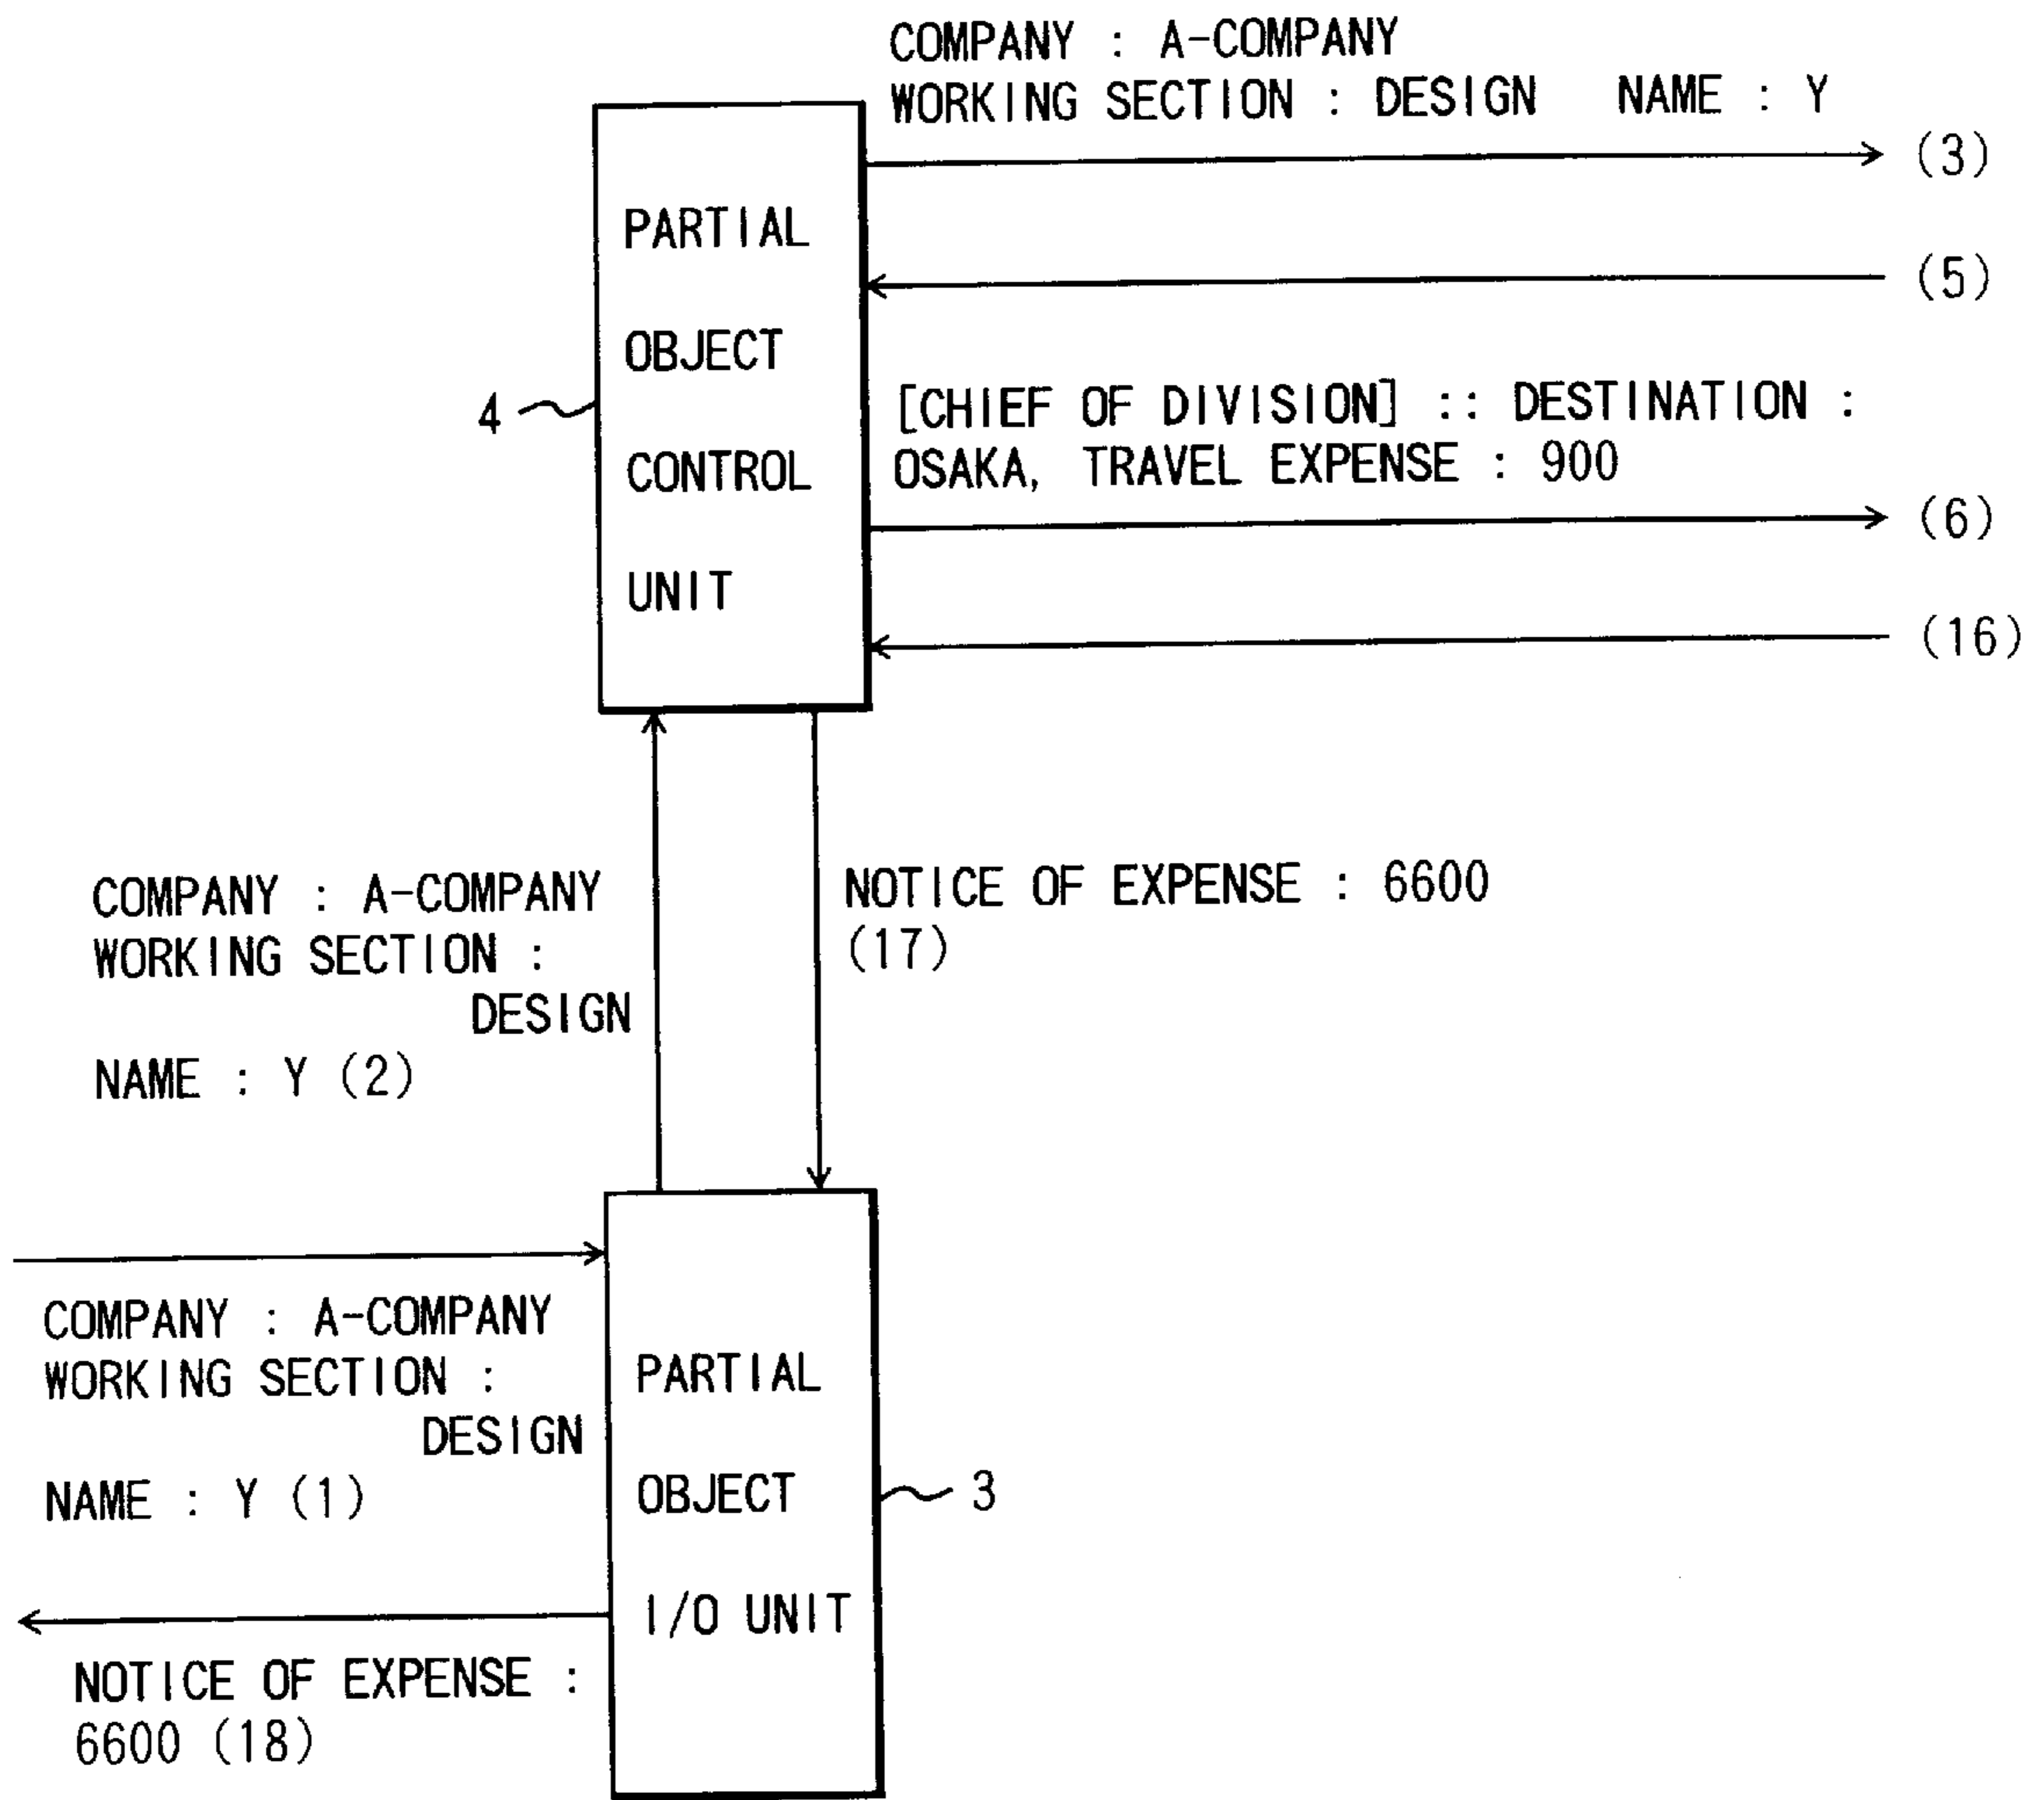 COMPANY : A-COMPANY
WORKING SECTION : DESIGN NAME : Y
(3)
PARTIAL
(5)
OBJECT
4
[CHIEF OF DIVISION] :: DESTINATION :
OSAKA, TRAVEL EXPENSE : 900
CONTROL
(6)
UNIT
(16)
COMPANY : A-COMPANY
WORKING SECTION :
DESIGN
NAME : Y (2)
NOTICE OF EXPENSE : 6600
(17)
COMPANY : A-COMPANY
WORKING SECTION :
DESIGN
NAME : Y (1)
PARTIAL
OBJECT
3
I/O UNIT
NOTICE OF EXPENSE :
6600 (18)